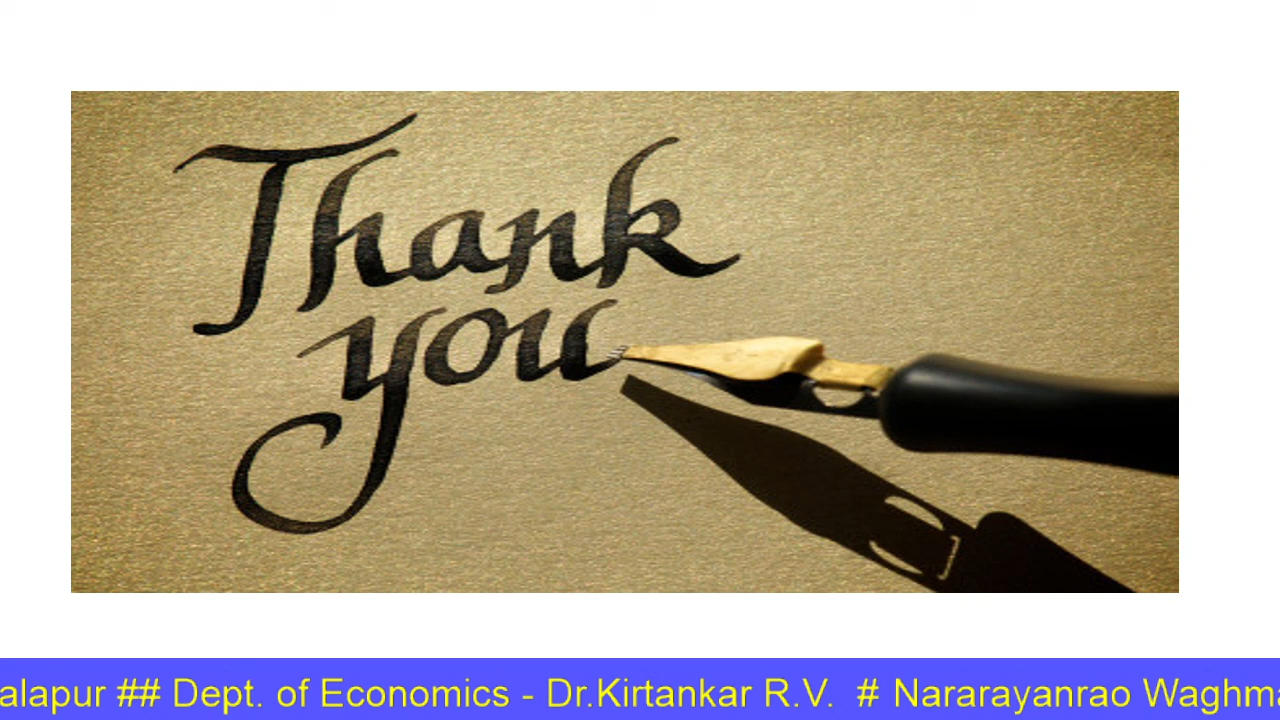 Thank
you
alapur ## Dept. of Economics - Dr.Kirtankar R.V. # Nararayanrao Waghma